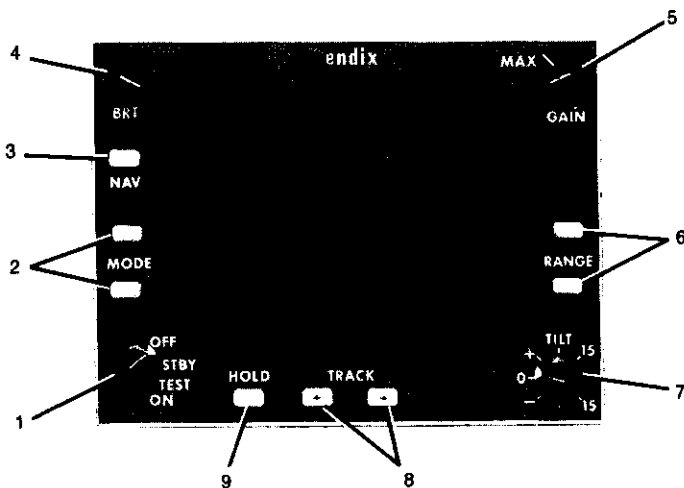 4
5
endix
MAX
BRT
GAIN
3
NAV
2
MODE
6
RANGE
OFF
STBY
TEST
ON
1
HOLD
TRACK
TILT
+ 15
0
- 15
7
9
8